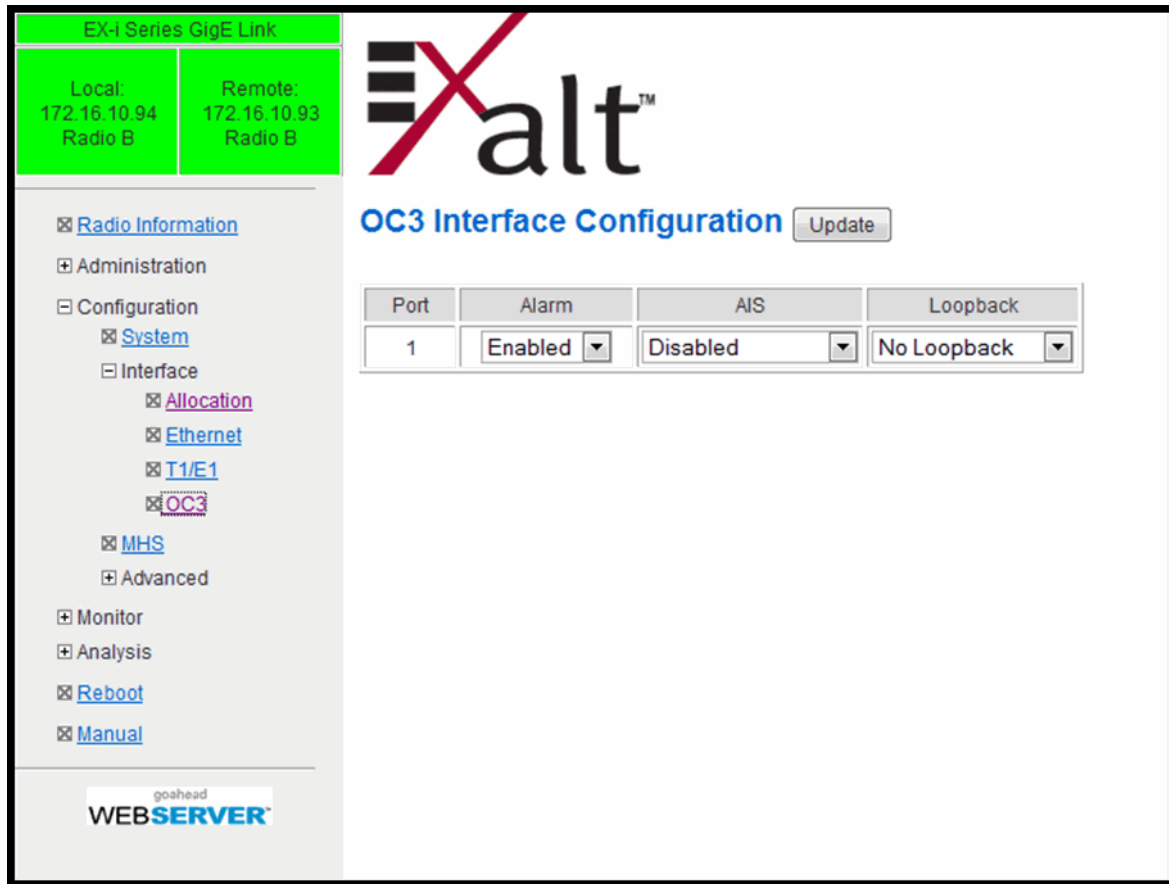 EX-i Series GigE Link
Local:
172.16.10.94
Radio B
Remote:
172.16.10.93
Radio B
EXalt™
Radio Information
Administration
Configuration
System
Interface
Allocation
Ethernet
T1/E1
OC3
MHS
Advanced
Monitor
Analysis
Reboot
Manual
goahead
WEBSERVER™
OC3 Interface Configuration Update
Port Alarm AIS Loopback
1 Enabled Disabled No Loopback